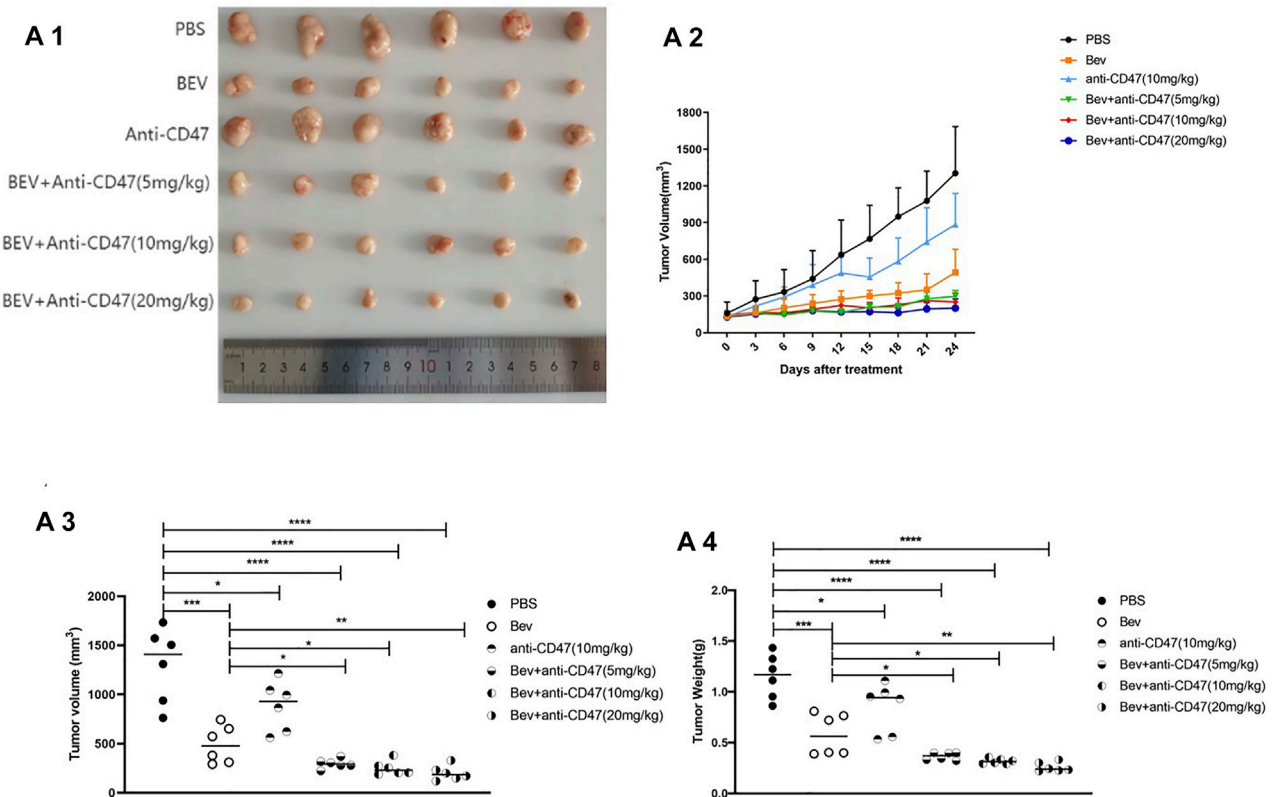 A 1
PBS
BEV
Anti-CD47
BEV+Anti-CD47(5mg/kg)
BEV+Anti-CD47(10mg/kg)
BEV+Anti-CD47(20mg/kg)
1 2 3 4 5 6 7 8 9 10 1 2 3 4 5 6 7 8
A 2
PBS
Bev
anti-CD47(10mg/kg)
Bev+anti-CD47(5mg/kg)
Bev+anti-CD47(10mg/kg)
Bev+anti-CD47(20mg/kg)
Tumor Volume(mm3)
1800
1500
1200
900
600
300
0
0 3 6 9 12 15 18 21 24
Days after treatment
A 3
****
****
****
*
***
**
*
*
Tumor volume (mm3)
2000
1500
1000
500
0
PBS
Bev
anti-CD47(10mg/kg)
Bev+anti-CD47(5mg/kg)
Bev+anti-CD47(10mg/kg)
Bev+anti-CD47(20mg/kg)
A 4
****
****
****
*
***
**
*
*
Tumor Weight(g)
2.0
1.5
1.0
0.5
0.0
PBS
Bev
anti-CD47(10mg/kg)
Bev+anti-CD47(5mg/kg)
Bev+anti-CD47(10mg/kg)
Bev+anti-CD47(20mg/kg)